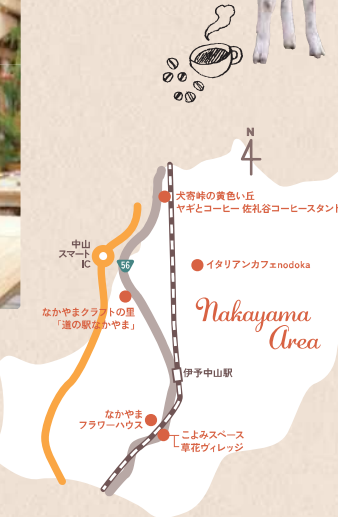 N
犬寄峠の黄色い丘
ヤギとコーヒー 佐礼谷コーヒースタント
中山
スマート
IC
56
イタリアンカフェnodoka
なかやまクラフトの里
「道の駅なかやま」
Nakayama
Area
伊予中山駅
なかやま
フラワーハウス
こよみスペース
草花ヴィレッジ